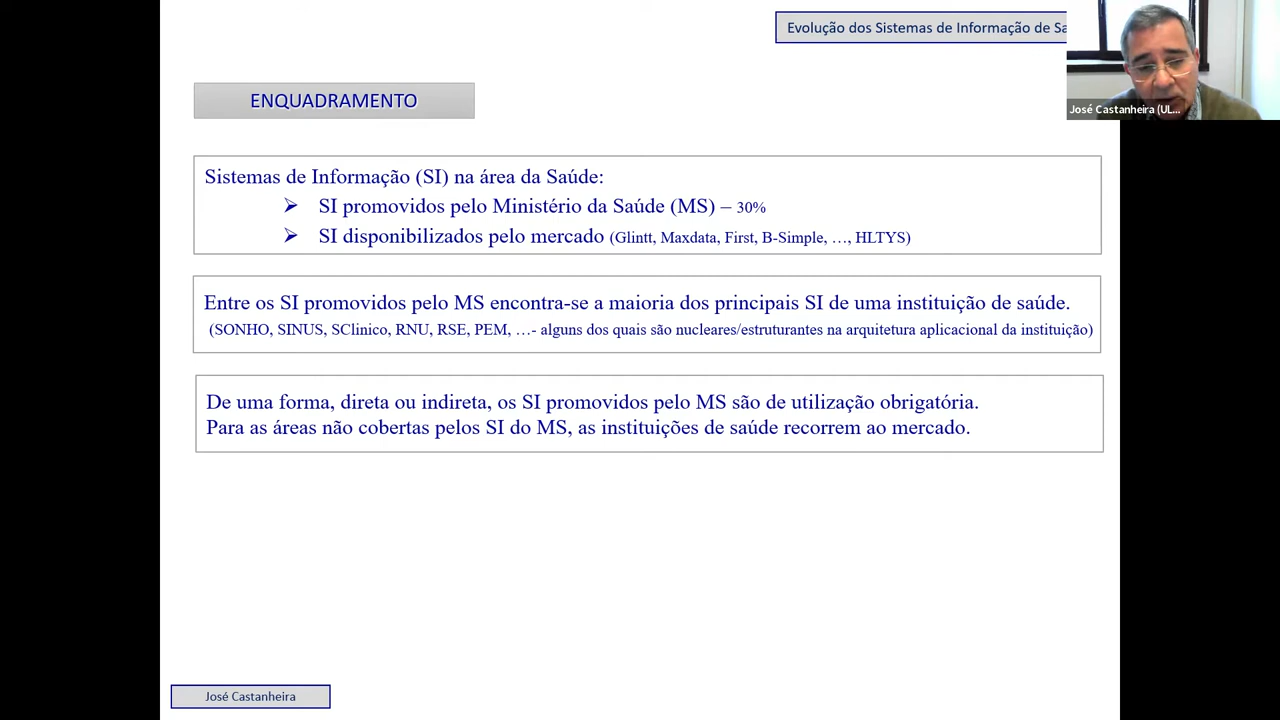 Evolução dos Sistemas de Informação de
José Castanheira (UL...
ENQUADRAMENTO
Sistemas de Informação (SI) na área da Saúde:
➢ SI promovidos pelo Ministério da Saúde (MS) – 30%
➢ SI disponibilizados pelo mercado (Glintt, Maxdata, First, B-Simple, …, HLTYS)
Entre os SI promovidos pelo MS encontra-se a maioria dos principais SI de uma instituição de saúde.
(SONHO, SINUS, SClinico, RNU, RSE, PEM, …- alguns dos quais são nucleares/estruturantes na arquitetura aplicacional da instituição)
De uma forma, direta ou indireta, os SI promovidos pelo MS são de utilização obrigatória.
Para as áreas não cobertas pelos SI do MS, as instituições de saúde recorrem ao mercado.
José Castanheira